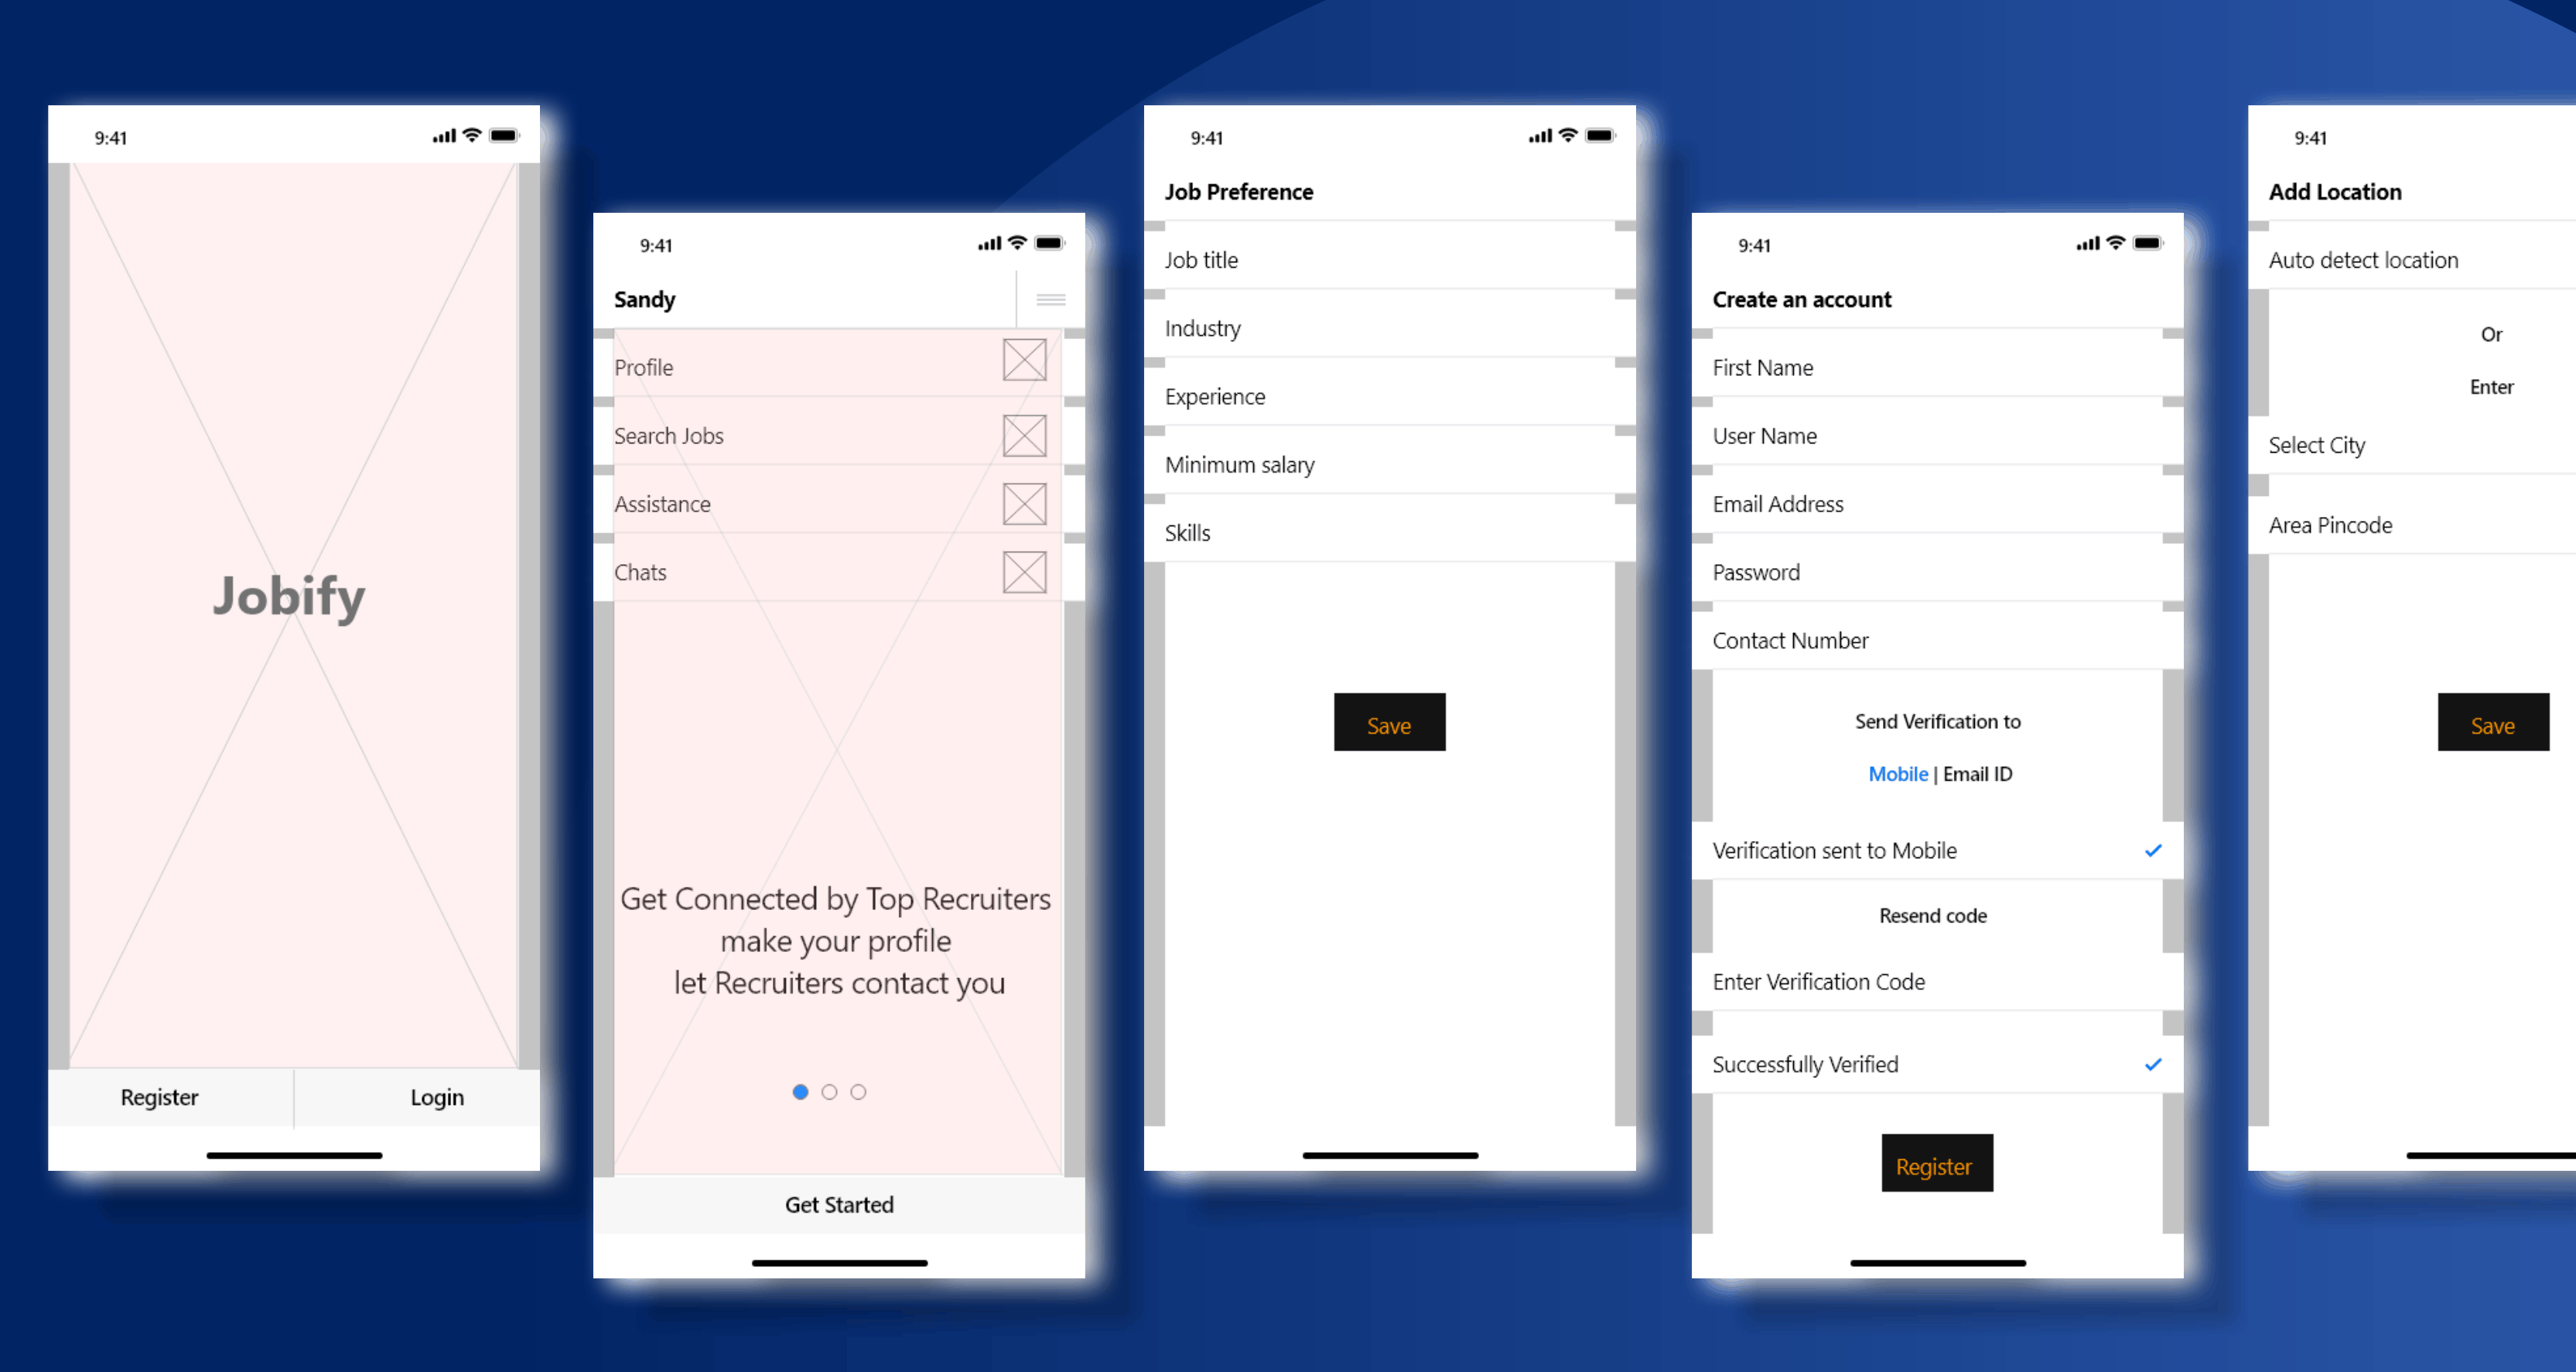 9:41
Jobify
Register
Login
9:41
Sandy
Profile
Search Jobs
Assistance
Chats
Get Connected by Top Recruiters
make your profile
let Recruiters contact you
Get Started
9:41
Job Preference
Job title
Industry
Experience
Minimum salary
Skills
Save
9:41
Create an account
First Name
User Name
Email Address
Password
Contact Number
Send Verification to
Mobile | Email ID
Verification sent to Mobile
Resend code
Enter Verification Code
Successfully Verified
Register
9:41
Add Location
Auto detect location
Or
Enter
Select City
Area Pincode
Save